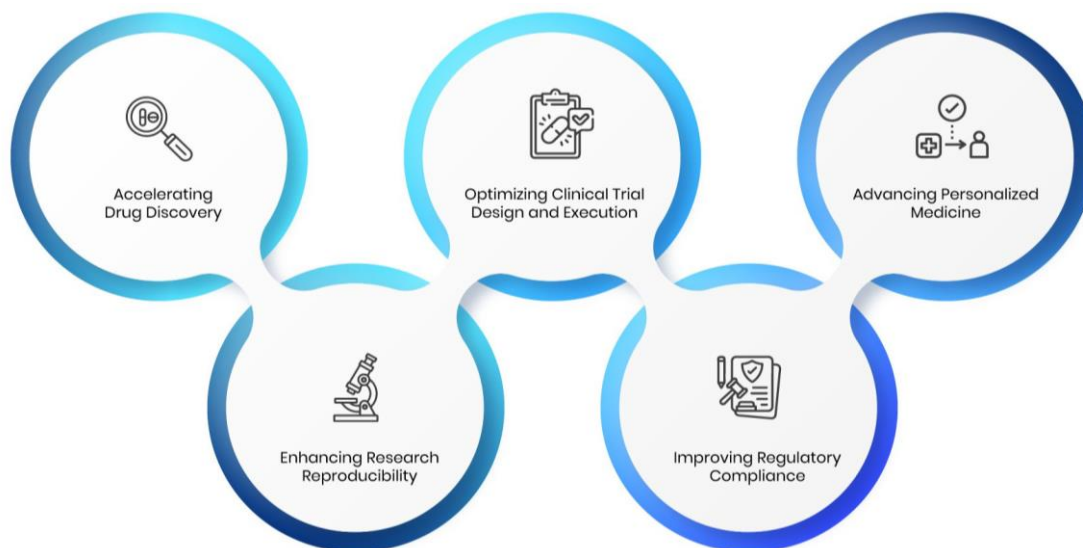 Accelerating
Drug Discovery
Enhancing Research
Reproducibility
Optimizing Clinical Trial
Design and Execution
Improving Regulatory
Compliance
Advancing Personalized
Medicine